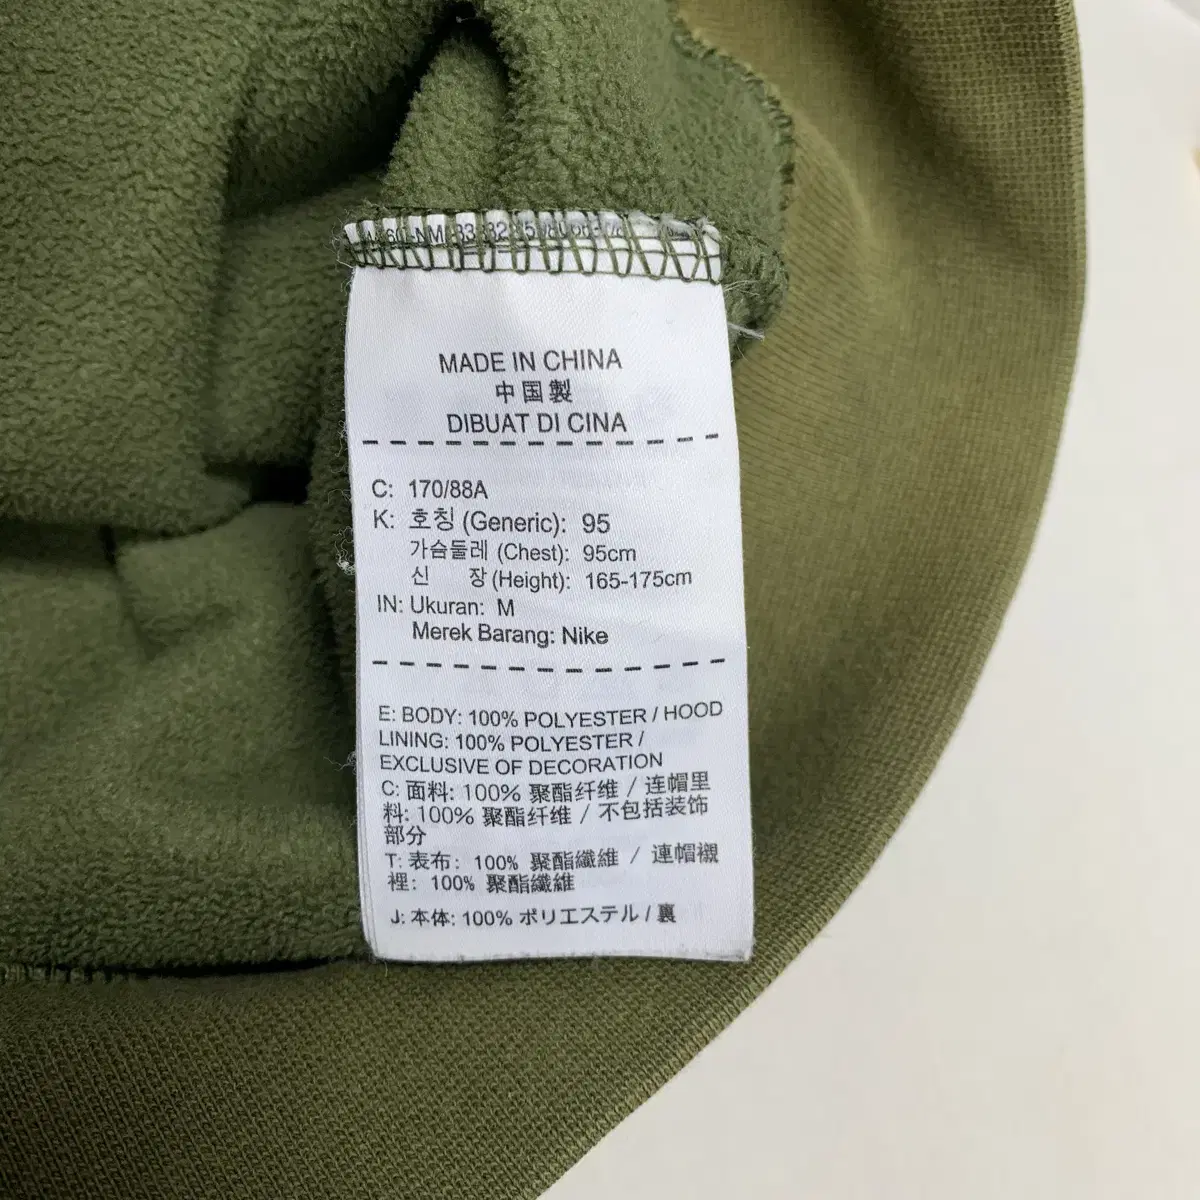 MADE IN CHINA
中国製
DIBUAT DI CINA
C: 170/88A
K: 호칭 (Generic): 95
가슴둘레 (Chest): 95cm
신 장 (Height): 165-175cm
IN: Ukuran: M
Merek Barang: Nike
E: BODY: 100% POLYESTER / HOOD
LINING: 100% POLYESTER /
EXCLUSIVE OF DECORATION
C: 面料: 100% 聚酯纤维 / 连帽里
料: 100% 聚酯纤维 / 不包括装饰
部分
T: 表布: 100% 聚酯纖維 / 連帽襯
裡: 100% 聚酯纖維
J: 本体: 100% ポリエステル / 裏